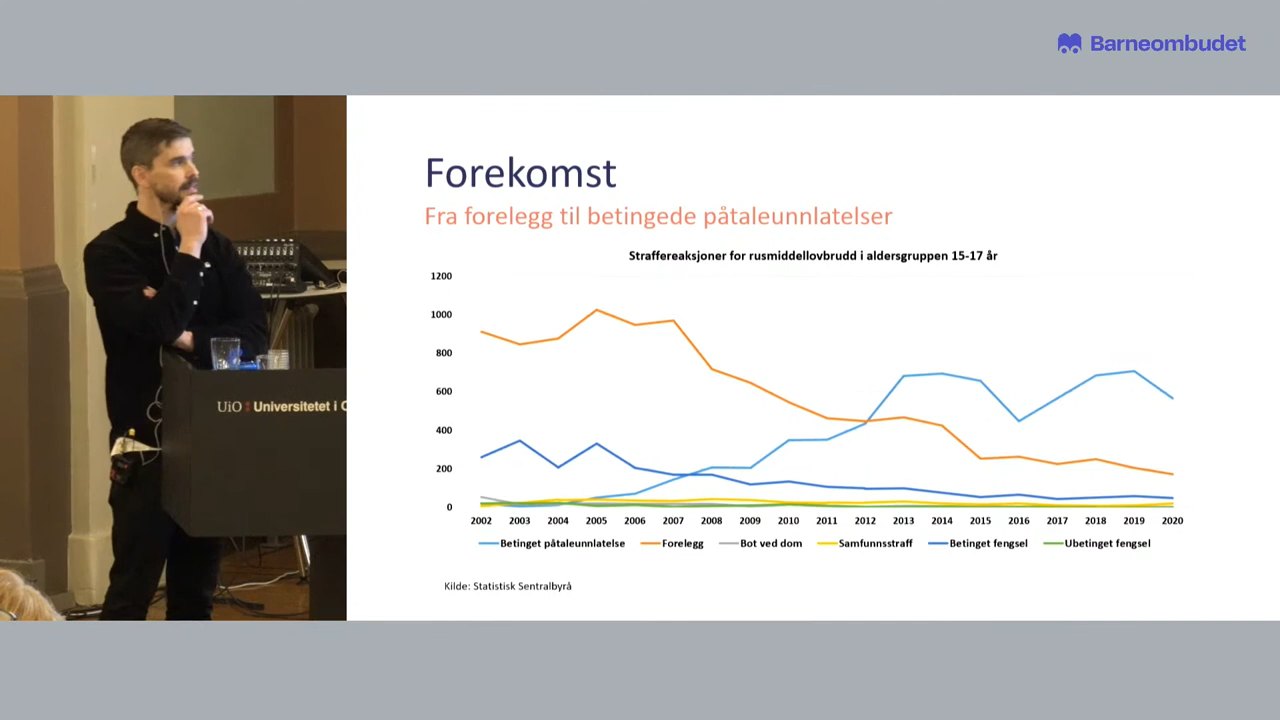 Barneombudet
Forekomst
Fra forelegg til betingede påtaleunnlatelser
Straffereaksjoner for rusmiddellovbrudd i aldersgruppen 15-17 år
1200
1000
800
600
400
200
0
2002 2003 2004 2005 2006 2007 2008 2009 2010 2011 2012 2013 2014 2015 2016 2017 2018 2019 2020
Betinget påtaleunnlatelse Forelegg Bot ved dom Samfunnsstraff Betinget fengsel Ubetinget fengsel
Kilde: Statistisk Sentralbyrå
UiO Universitetet i